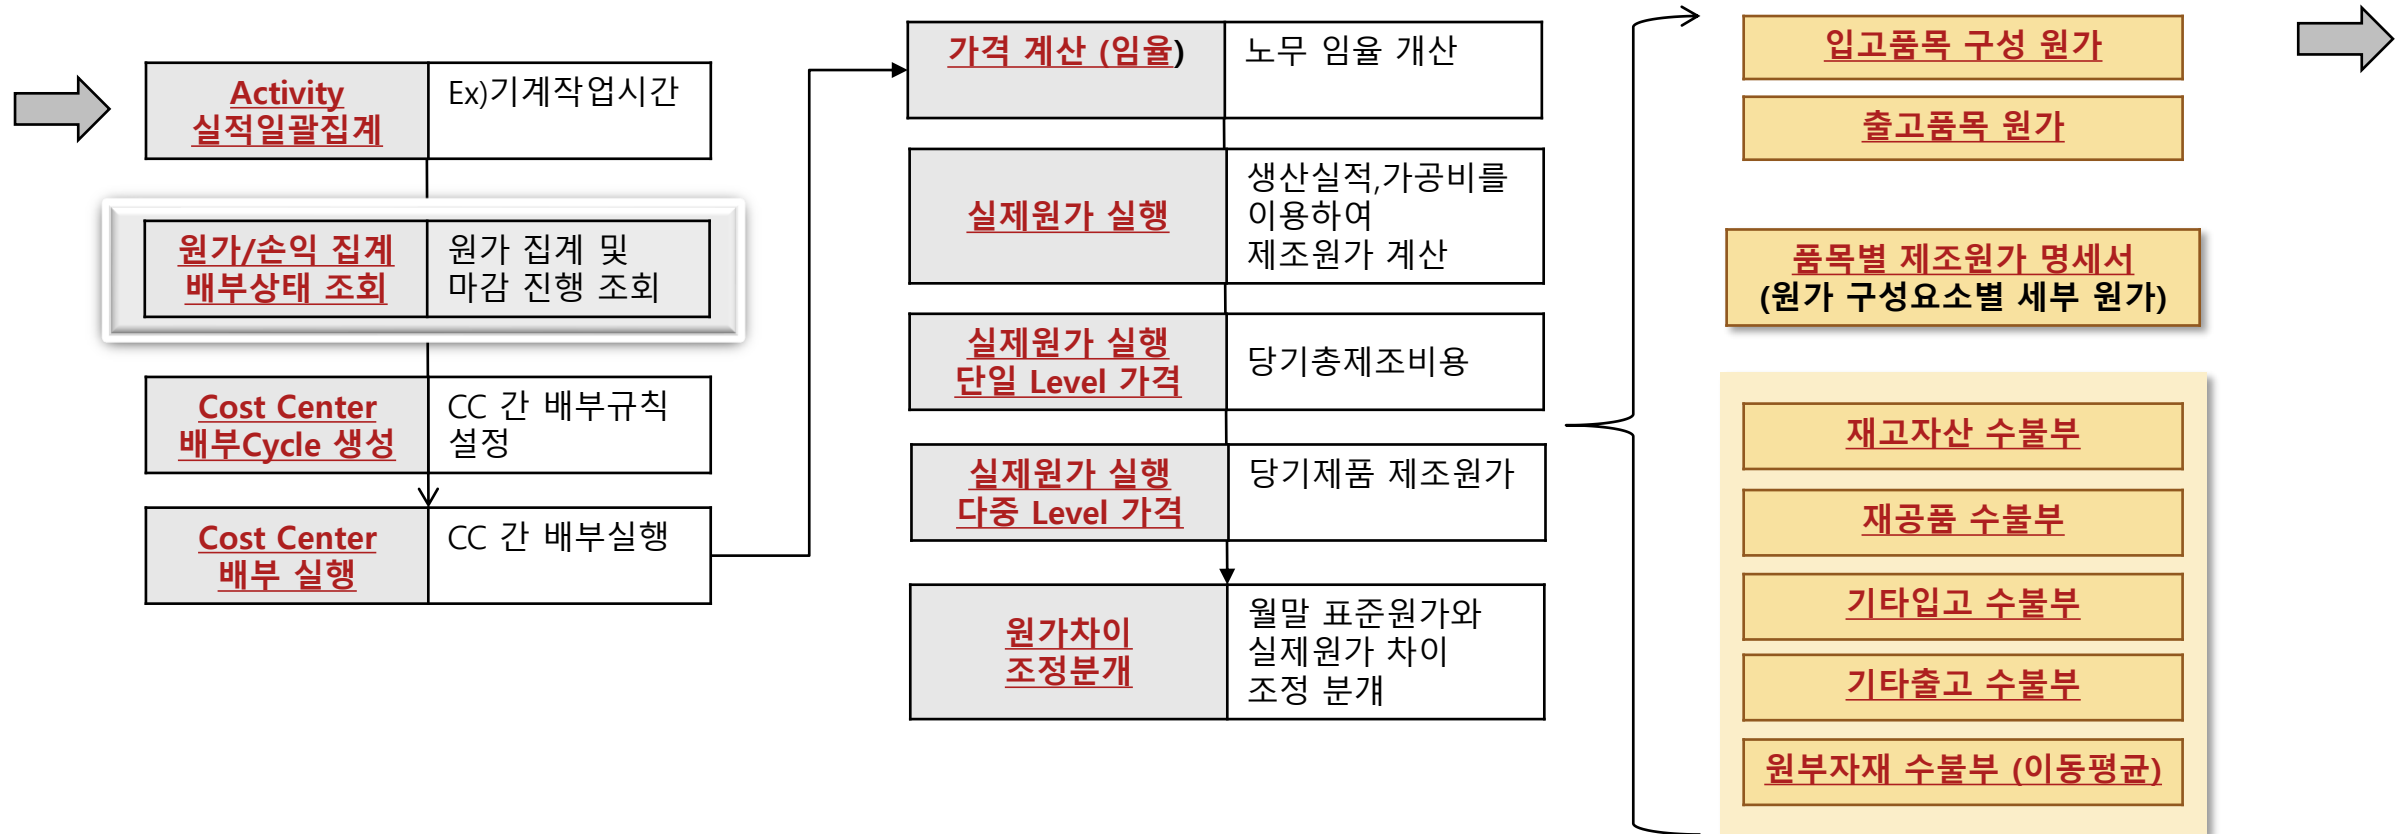 Activity
실적일괄집계
Ex)기계작업시간
원가/손익 집계
배부상태 조회
원가 집계 및
마감 진행 조회
Cost Center
배부Cycle 생성
CC 간 배부규칙
설정
Cost Center
배부 실행
CC 간 배부실행
가격 계산 (임율)
노무 임율 개산
실제원가 실행
생산실적,가공비를
이용하여
제조원가 계산
실제원가 실행
단일 Level 가격
당기총제조비용
실제원가 실행
다중 Level 가격
당기제품 제조원가
원가차이
조정분개
월말 표준원가와
실제원가 차이
조정 분개
입고품목 구성 원가
출고품목 원가
품목별 제조원가 명세서
(원가 구성요소별 세부 원가)
재고자산 수불부
재공품 수불부
기타입고 수불부
기타출고 수불부
원부자재 수불부 (이동평균)